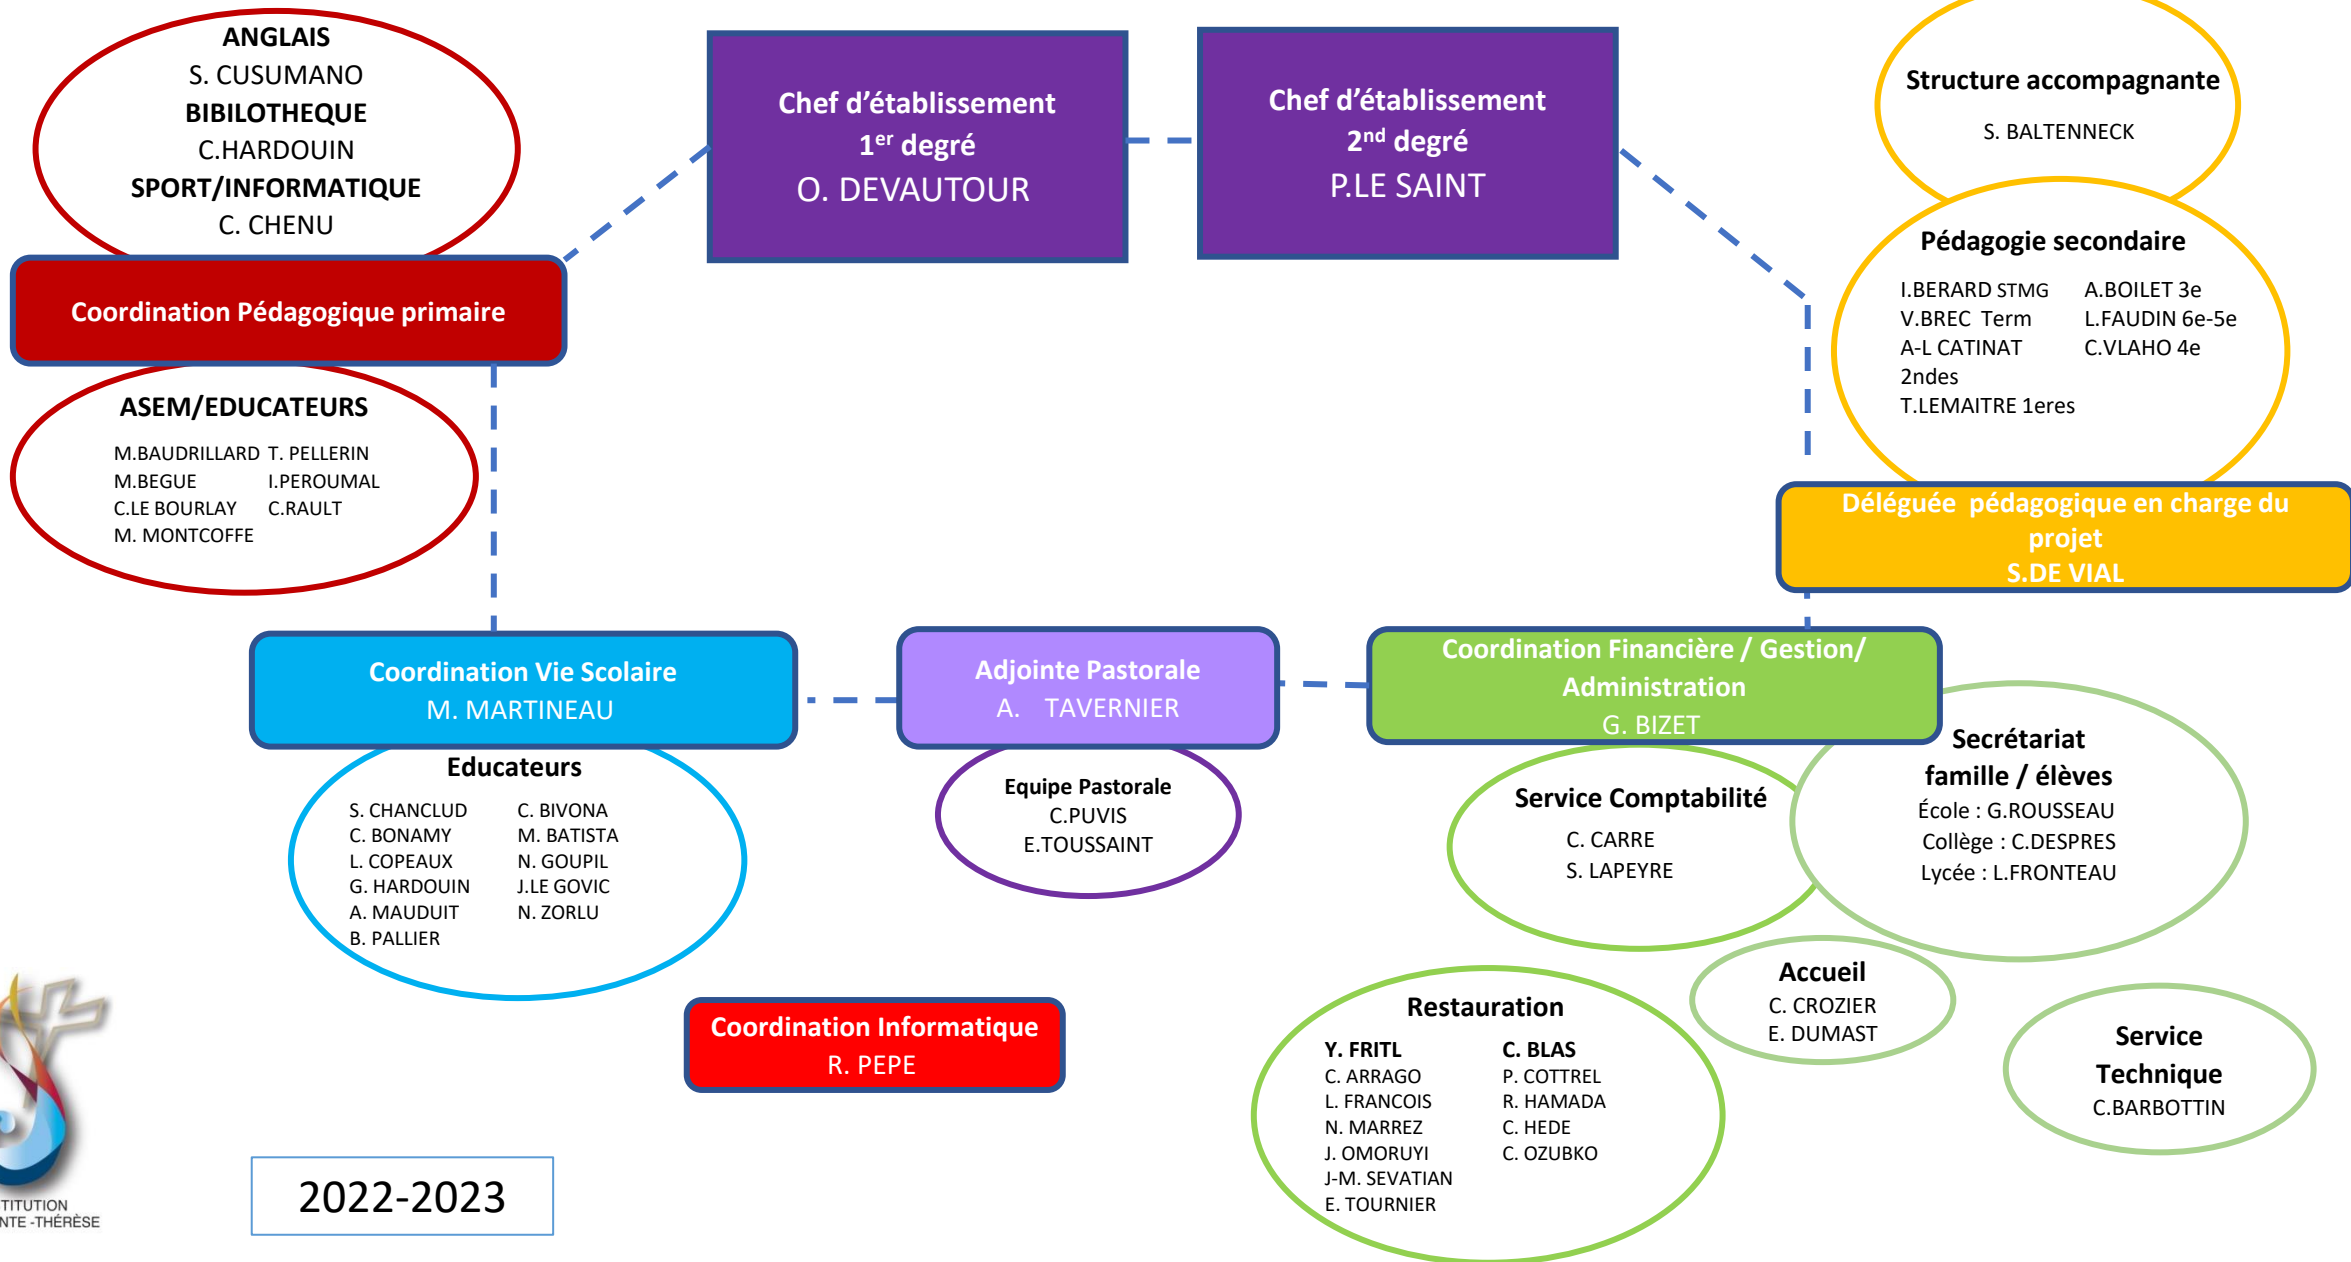 ANGLAIS
S. CUSUMANO
BIBILOTHEQUE
C.HARDOUIN
SPORT/INFORMATIQUE
C. CHENU
Coordination Pédagogique primaire
ASEM/EDUCATEURS
M.BAUDRILLARD T. PELLERIN
M.BEGUE I.PEROUMAL
C.LE BOURLAY C.RAULT
M. MONTCOFFE
Chef d'établissement
1er degré
O. DEVAUTOUR
Chef d'établissement
2nd degré
P.LE SAINT
Structure accompagnante
S. BALTENNECK
Pédagogie secondaire
I.BERARD STMG A.BOILET 3e
V.BREC Term L.FAUDIN 6e-5e
A-L CATINAT C.VLAHO 4e
2ndes
T.LEMAITRE 1eres
Déléguée pédagogique en charge du
projet
S.DE VIAL
Coordination Vie Scolaire
M. MARTINEAU
Educateurs
S. CHANCLUD C. BIVONA
C. BONAMY M. BATISTA
L. COPEAUX N. GOUPIL
G. HARDOUIN J.LE GOVIC
A. MAUDUIT N. ZORLU
B. PALLIER
Adjointe Pastorale
A. TAVERNIER
Equipe Pastorale
C.PUVIS
E.TOUSSAINT
Coordination Financière / Gestion/
Administration
G. BIZET
Service Comptabilité
C. CARRE
S. LAPEYRE
Secrétariat
famille / élèves
École : G.ROUSSEAU
Collège : C.DESPRES
Lycée : L.FRONTEAU
Accueil
C. CROZIER
E. DUMAST
Service
Technique
C.BARBOTTIN
Restauration
Y. FRITL C. BLAS
C. ARRAGO P. COTTREL
L. FRANCOIS R. HAMADA
N. MARREZ C. HEDE
J. OMORUYI C. OZUBKO
J-M. SEVATIAN
E. TOURNIER
Coordination Informatique
R. PEPE
TITUTION
NTE -THÉRÈSE
2022-2023